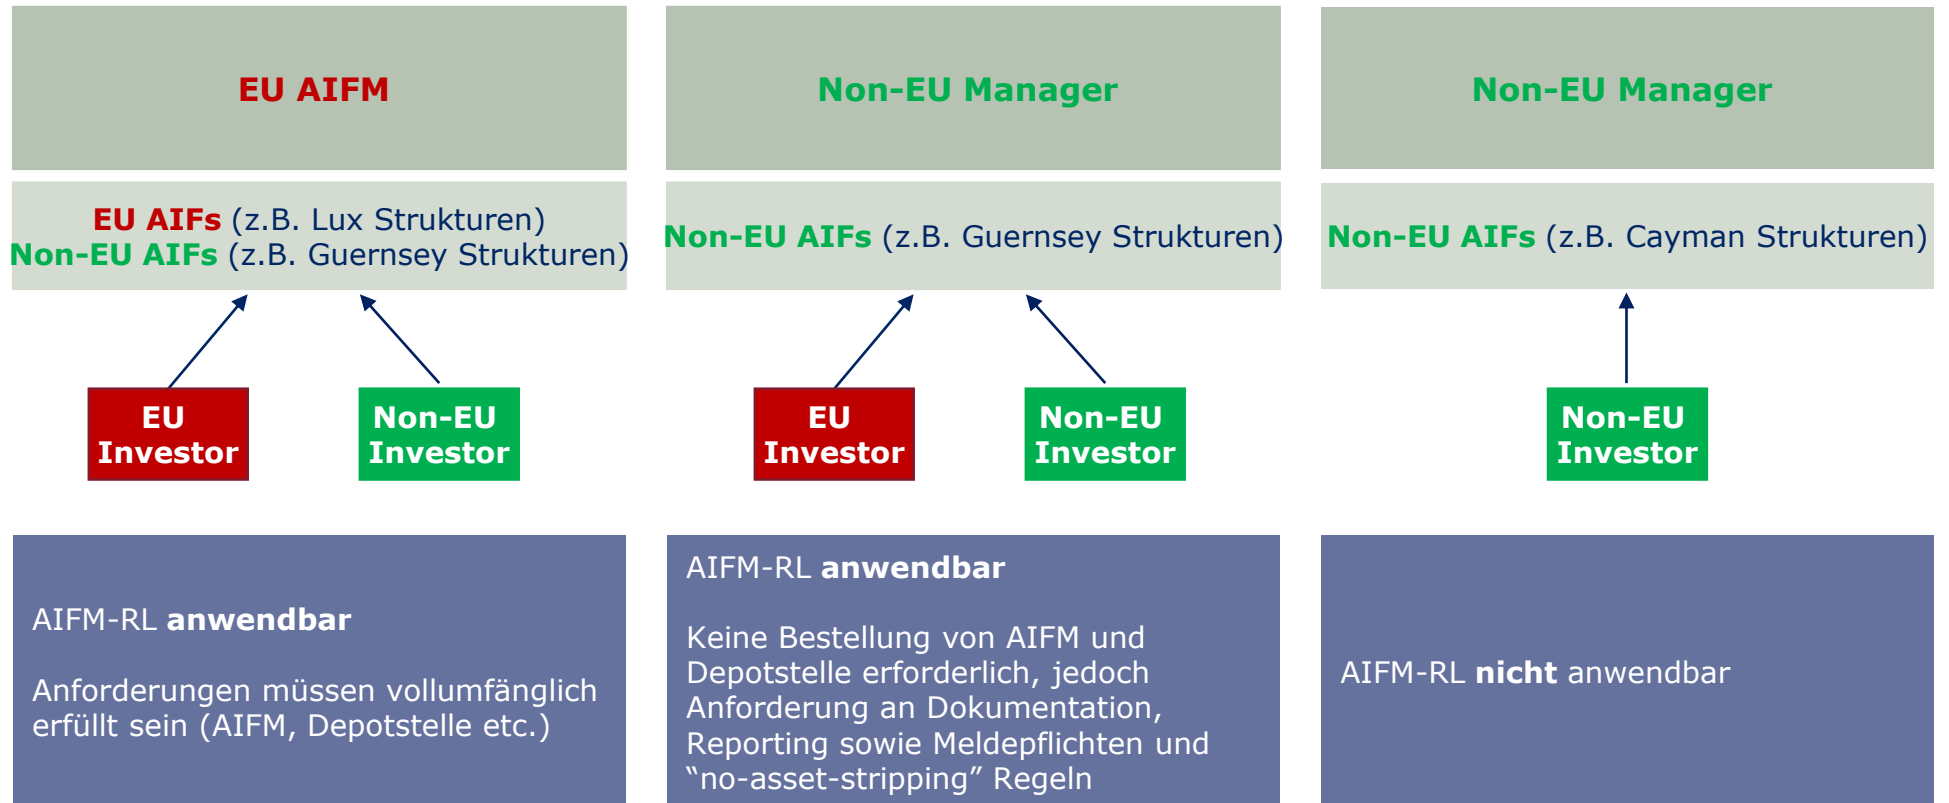 EU AIFM
EU AIFs (z.B. Lux Strukturen)
Non-EU AIFs (z.B. Guernsey Strukturen)
EU
Investor
Non-EU
Investor
AIFM-RL anwendbar
Anforderungen müssen vollumfänglich
erfüllt sein (AIFM, Depotstelle etc.)
Non-EU Manager
Non-EU AIFs (z.B. Guernsey Strukturen)
EU
Investor
Non-EU
Investor
AIFM-RL anwendbar
Keine Bestellung von AIFM und
Depotstelle erforderlich, jedoch
Anforderung an Dokumentation,
Reporting sowie Meldepflichten und
“no-asset-stripping” Regeln
Non-EU Manager
Non-EU AIFs (z.B. Cayman Strukturen)
Non-EU
Investor
AIFM-RL nicht anwendbar